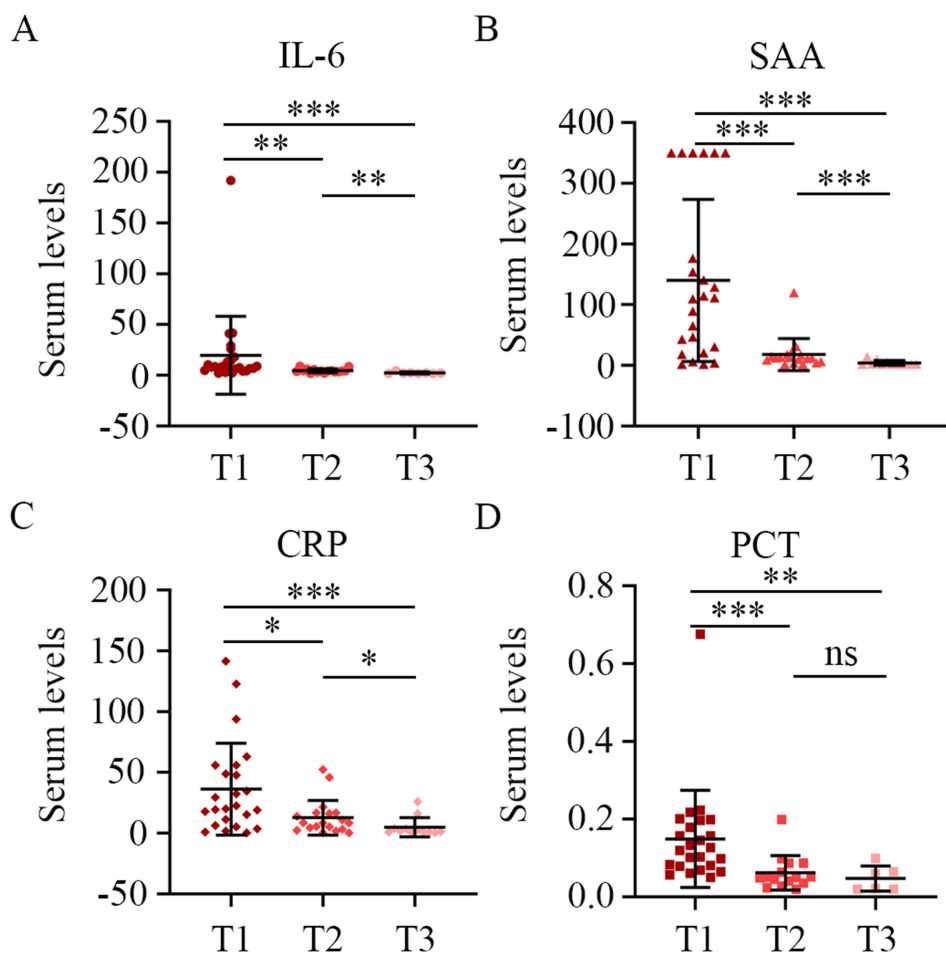 A
IL-6
Serum levels
250
200
150
100
50
0
-50
***
**
**
T1 T2 T3
B
SAA
Serum levels
400
300
200
100
0
-100
***
***
***
T1 T2 T3
C
CRP
Serum levels
200
150
100
50
0
-50
***
*
*
T1 T2 T3
D
PCT
Serum levels
0.8
0.6
0.4
0.2
0.0
**
***
ns
T1 T2 T3